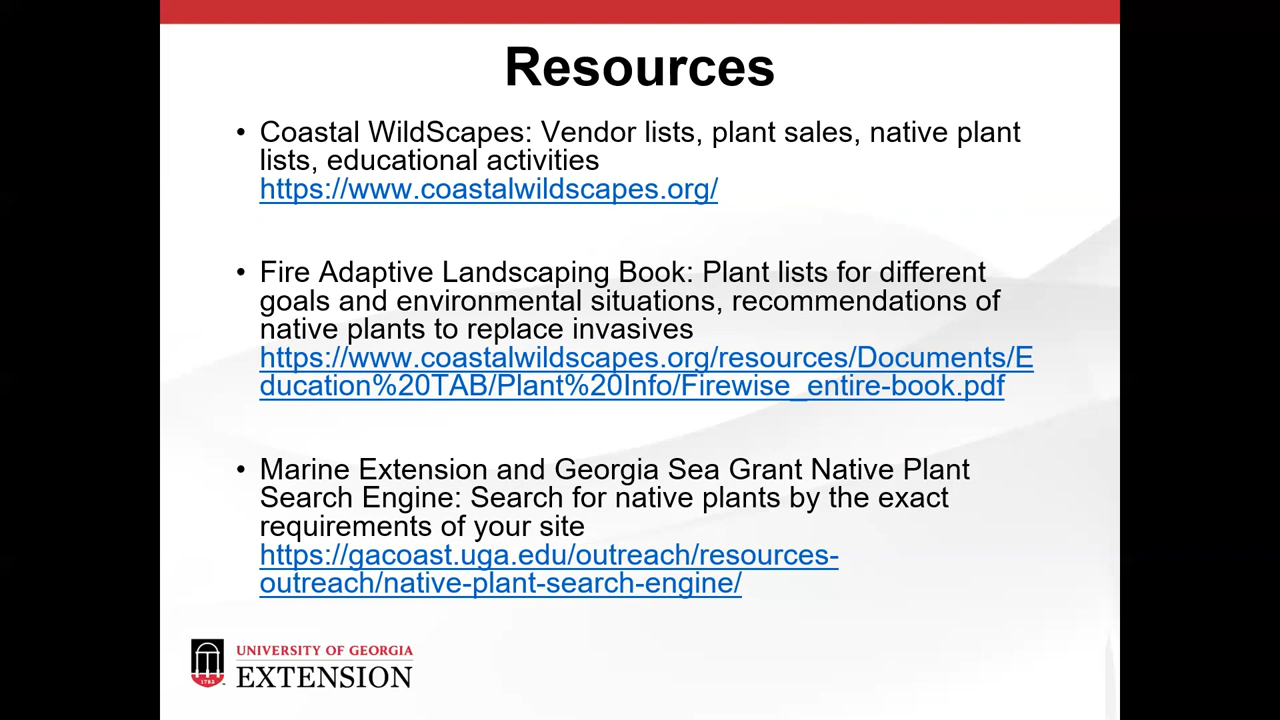 Resources
• Coastal WildScapes: Vendor lists, plant sales, native plant
lists, educational activities
https://www.coastalwildscapes.org/
• Fire Adaptive Landscaping Book: Plant lists for different
goals and environmental situations, recommendations of
native plants to replace invasives
https://www.coastalwildscapes.org/resources/Documents/E
ducation%20TAB/Plant%20Info/Firewise_entire-book.pdf
• Marine Extension and Georgia Sea Grant Native Plant
Search Engine: Search for native plants by the exact
requirements of your site
https://gacoast.uga.edu/outreach/resources-
outreach/native-plant-search-engine/
UNIVERSITY OF GEORGIA
EXTENSION
1785